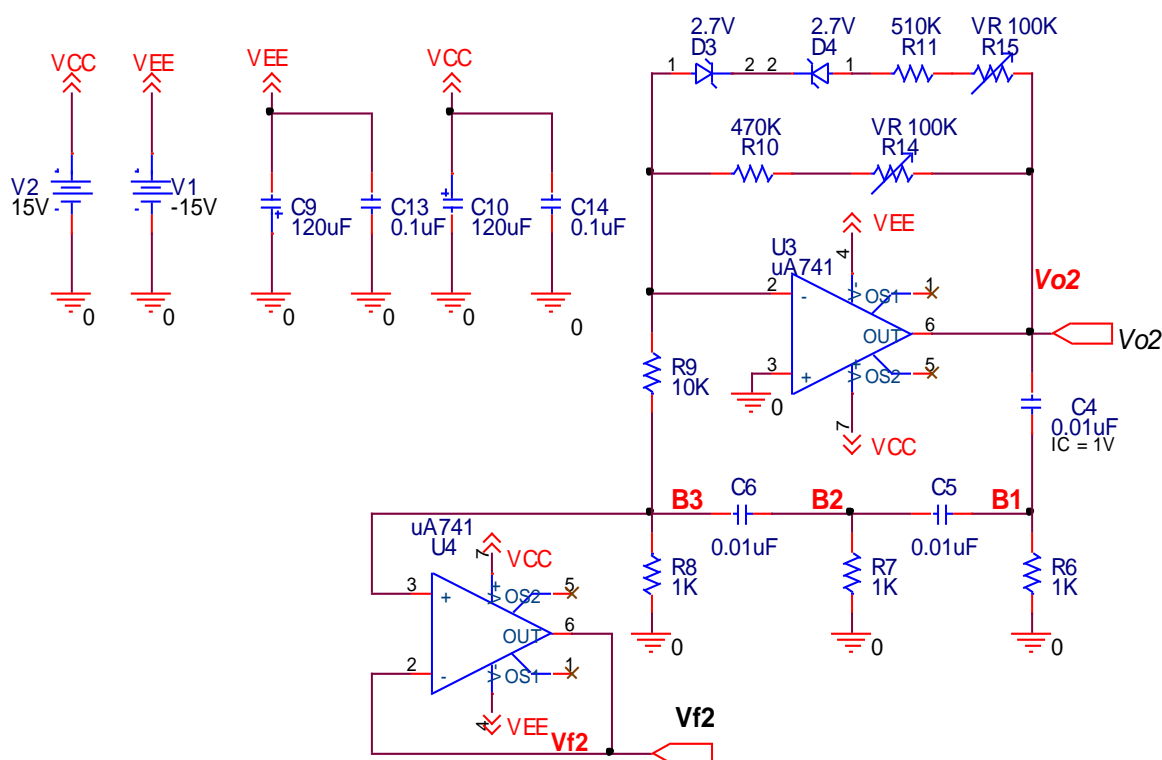 VCC
VEE
V2
15V
0
V1
-15V
0
VEE
C9
120uF
0
C13
0.1uF
0
VCC
C10
120uF
0
C14
0.1uF
0
2.7V
D3
1
2
2.7V
D4
2
1
510K
R11
VR 100K
R15
470K
R10
VR 100K
R14
VEE
U3
uA741
4
V-
2
-
OS1
1
OUT
6
3
+
V+
OS2
5
7
VCC
0
Vo2
Vo2
R9
10K
C4
0.01uF
IC = 1V
B3
C6
0.01uF
B2
C5
0.01uF
B1
R8
1K
0
R7
1K
0
R6
1K
0
uA741
U4
7
VCC
3
+
V+
OS2
5
OUT
6
2
-
V-
OS1
1
4
VEE
Vf2
Vf2